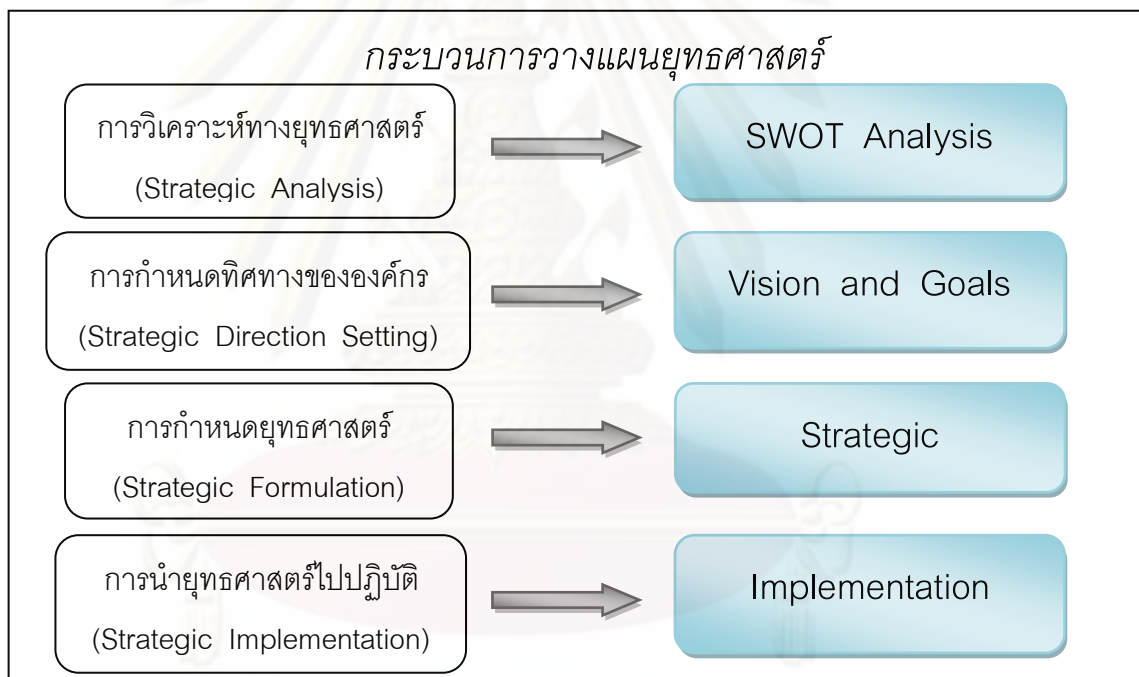 กระบวนการวางแผนยุทธศาสตร์
การวิเคราะห์ทางยุทธศาสตร์
(Strategic Analysis)
SWOT Analysis
การกำหนดทิศทางขององค์กร
(Strategic Direction Setting)
Vision and Goals
การกำหนดยุทธศาสตร์
(Strategic Formulation)
Strategic
การนำยุทธศาสตร์ไปปฏิบัติ
(Strategic Implementation)
Implementation